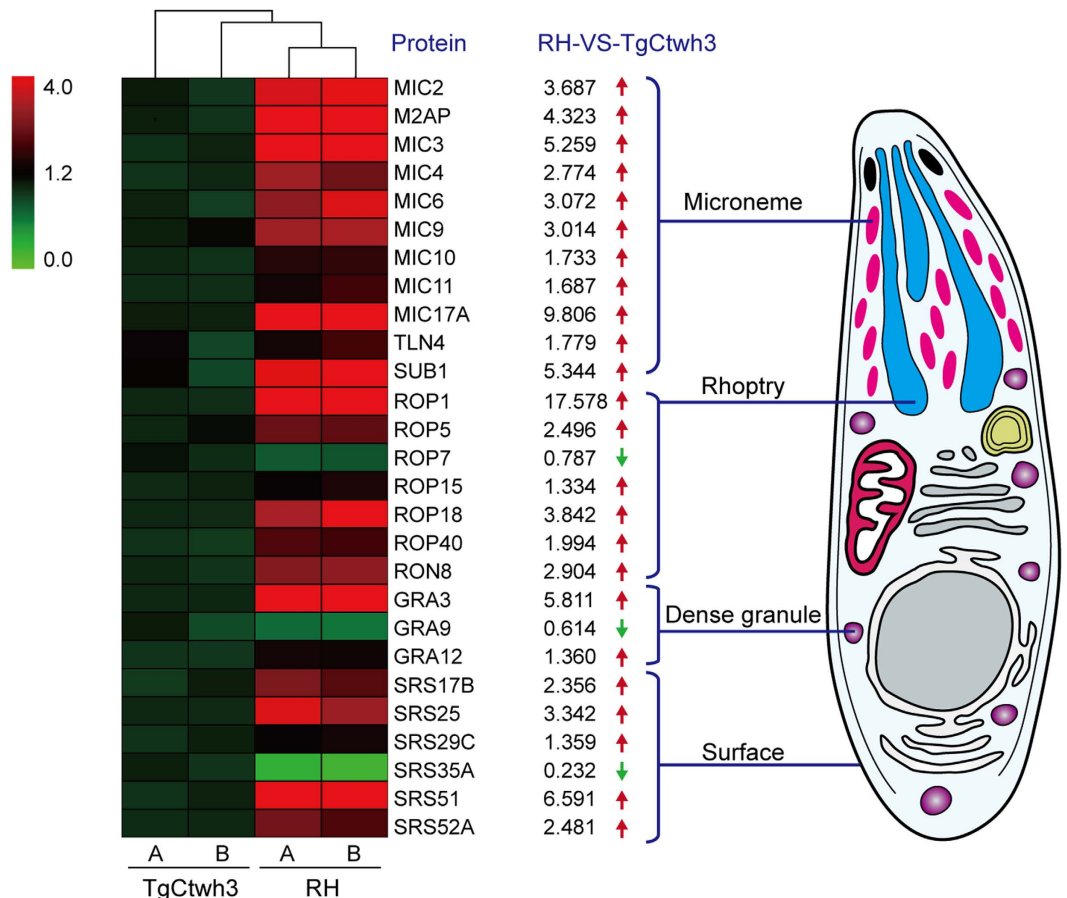 Protein RH-VS-TgCtwh3
4.0
1.2
0.0
MIC2 3.687
M2AP 4.323
MIC3 5.259
MIC4 2.774
MIC6 3.072
MIC9 3.014
MIC10 1.733
MIC11 1.687
MIC17A 9.806
TLN4 1.779
SUB1 5.344
ROP1 17.578
ROP5 2.496
ROP7 0.787
ROP15 1.334
ROP18 3.842
ROP40 1.994
RON8 2.904
GRA3 5.811
GRA9 0.614
GRA12 1.360
SRS17B 2.356
SRS25 3.342
SRS29C 1.359
SRS35A 0.232
SRS51 6.591
SRS52A 2.481
Microneme
Rhoptry
Dense granule
Surface
A B A B
TgCtwh3 RH